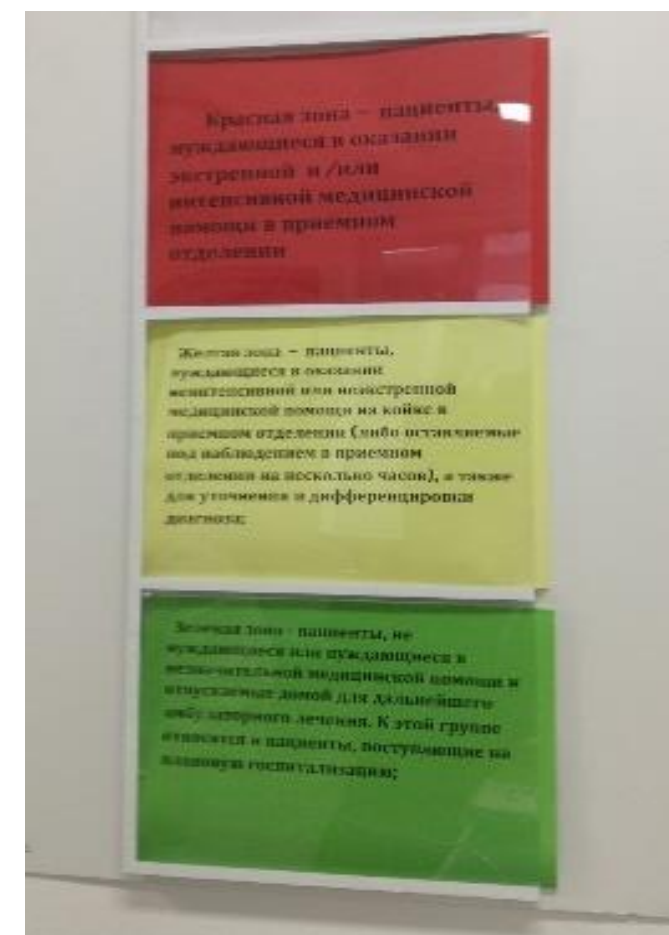 Красная зона – пациенты,
нуждающиеся в оказании
экстренной и/или
интенсивной медицинской
помощи в приемном
отделении
Желтая зона – пациенты,
нуждающиеся в оказании
неинтенсивной или неэкстренной
медицинской помощи на койке в
приемном отделении (либо оставляемые
под наблюдением в приемном
отделении на несколько часов), а также
для уточнения и дифференцировки
диагноза;
Зеленая зона - пациенты, не
нуждающиеся или нуждающиеся в
незначительной медицинской помощи и
отпускаемые домой для дальнейшего
амбулаторного лечения. К этой группе
относятся и пациенты, поступающие на
плановую госпитализацию;